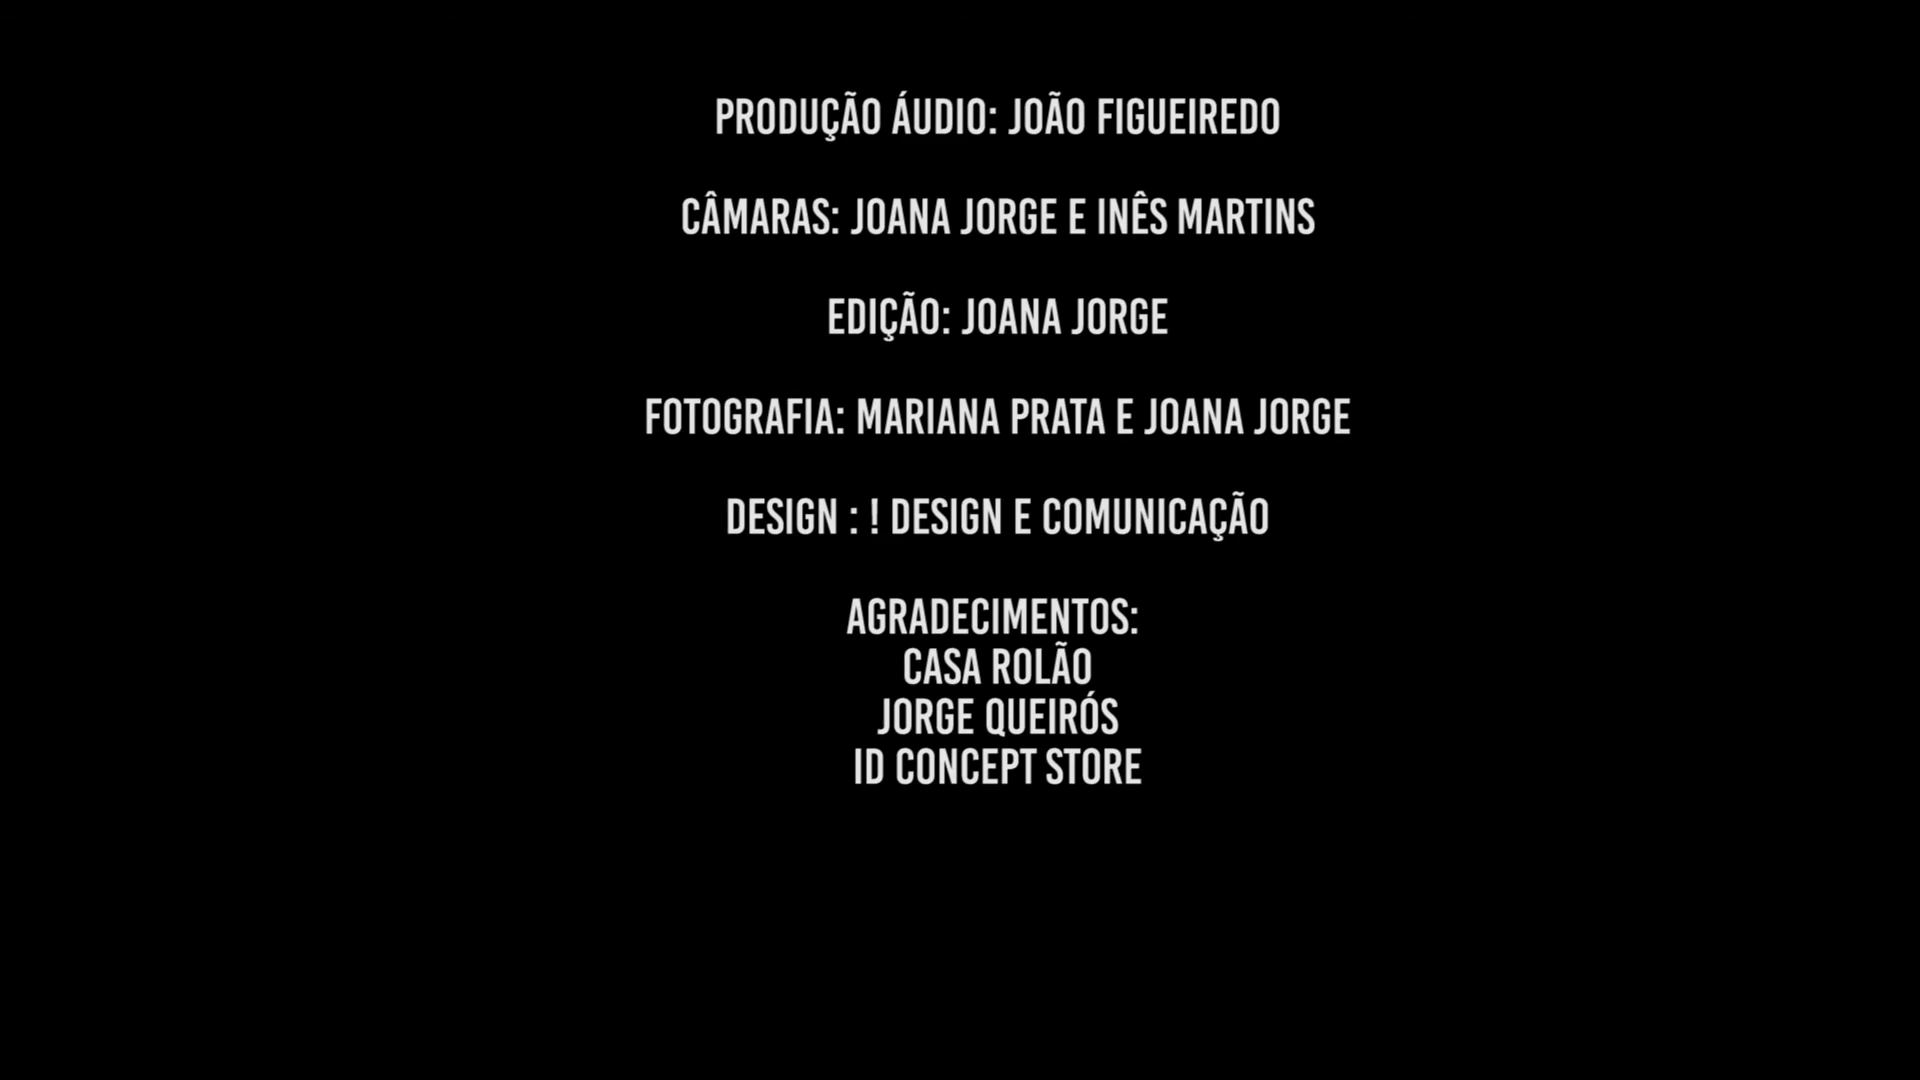 PRODUÇÃO ÁUDIO: JOÃO FIGUEIREDO
CÂMARAS: JOANA JORGE E INÊS MARTINS
EDIÇÃO: JOANA JORGE
FOTOGRAFIA: MARIANA PRATA E JOANA JORGE
DESIGN : ! DESIGN E COMUNICAÇÃO
AGRADECIMENTOS:
CASA ROLÃO
JORGE QUEIRÓS
ID CONCEPT STORE